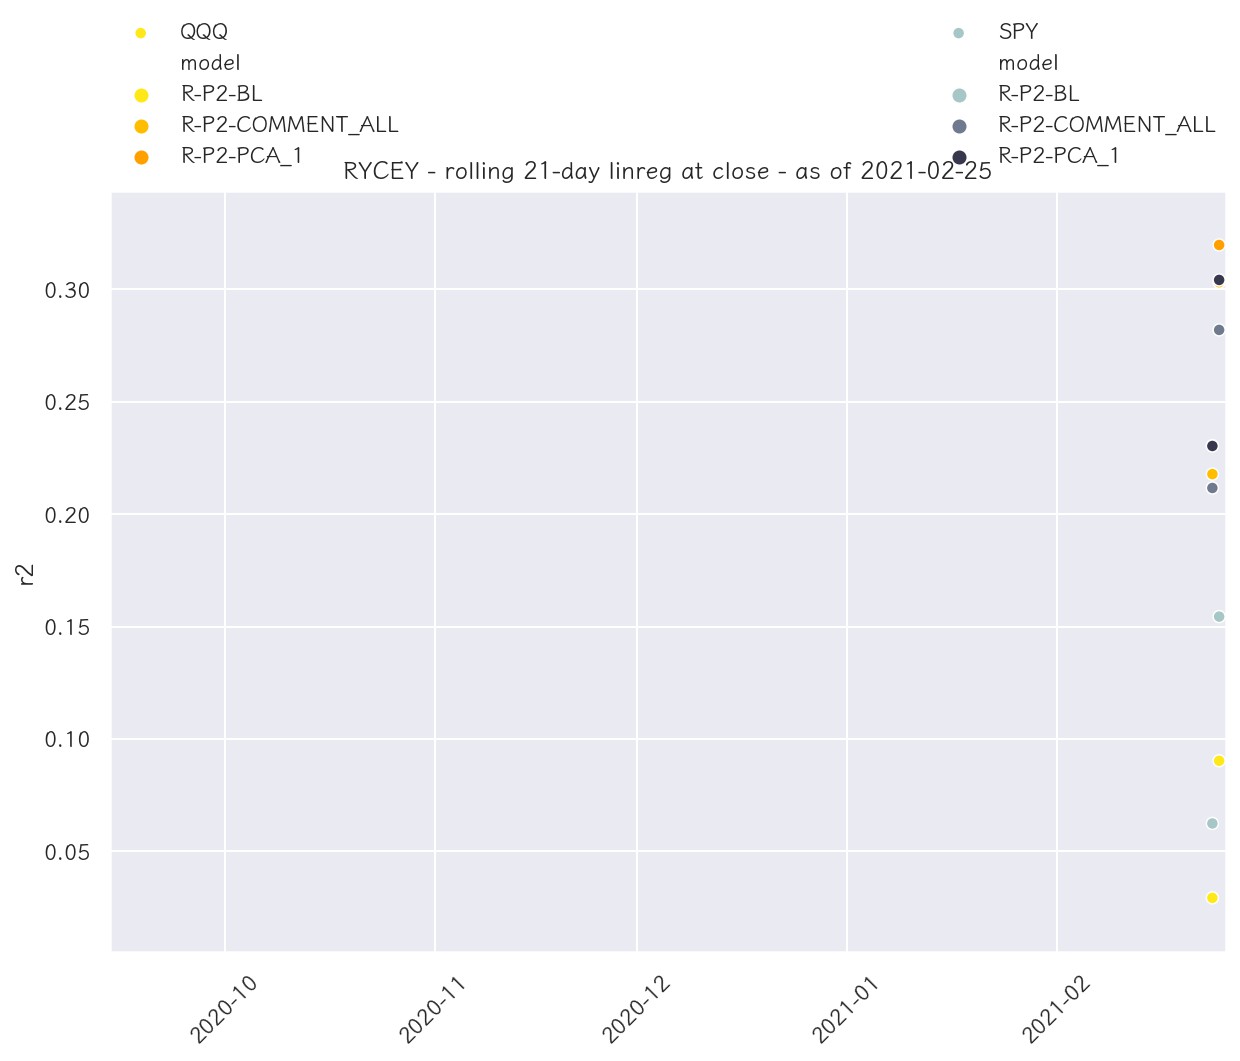 QQQ
model
R-P2-BL
R-P2-COMMENT_ALL
R-P2-PCA_1
SPY
model
R-P2-BL
R-P2-COMMENT_ALL
R-P2-PCA_1
RYCEY - rolling 21-day linreg at close - as of 2021-02-25
0.30
0.25
0.20
0.15
0.10
0.05
r2
2020-10
2020-11
2020-12
2021-01
2021-02